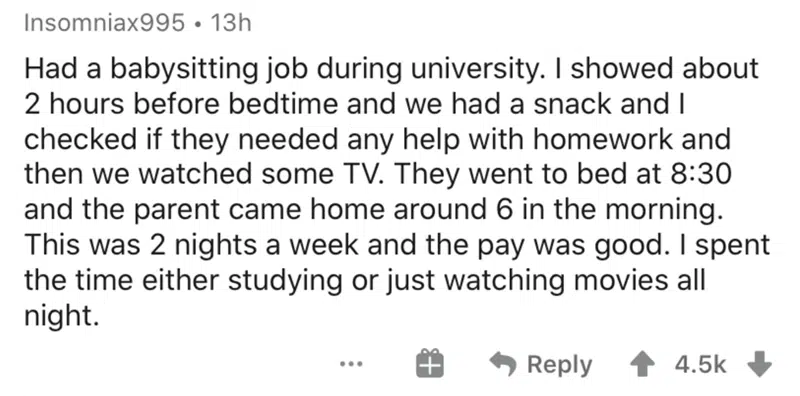 Insomniax995 • 13h
Had a babysitting job during university. I showed about
2 hours before bedtime and we had a snack and I
checked if they needed any help with homework and
then we watched some TV. They went to bed at 8:30
and the parent came home around 6 in the morning.
This was 2 nights a week and the pay was good. I spent
the time either studying or just watching movies all
night.
... Reply 4.5k